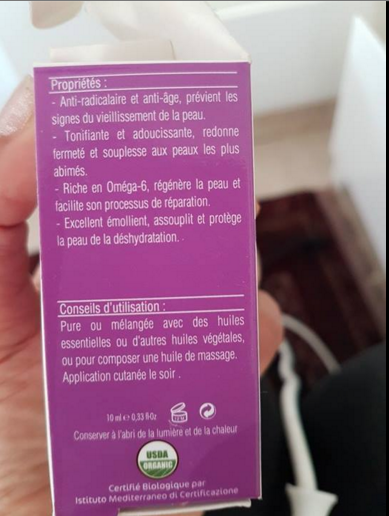 Propriétés :
- Anti-radicalaire et anti-âge, prévient les
signes du vieillissement de la peau.
- Tonifiante et adoucissante, redonne
fermeté et souplesse aux peaux les plus
abimés.
- Riche en Oméga-6, régénère la peau et
facilite son processus de réparation.
- Excellent émollient, assouplit et protège
la peau de la déshydratation. .
Conseils d'utilisation :
Pure ou mélangée avec des huiles
essentielles ou d'autres huiles végétales,
ou pour composer une huile de massage.
Application cutanée le soir .
10 ml e 0,33 fl Oz
Conserver à l'abri de la lumière et de la chaleur
USDA
ORGANIC
Certifié Biologique par
Istituto Mediterraneo di Certificazione